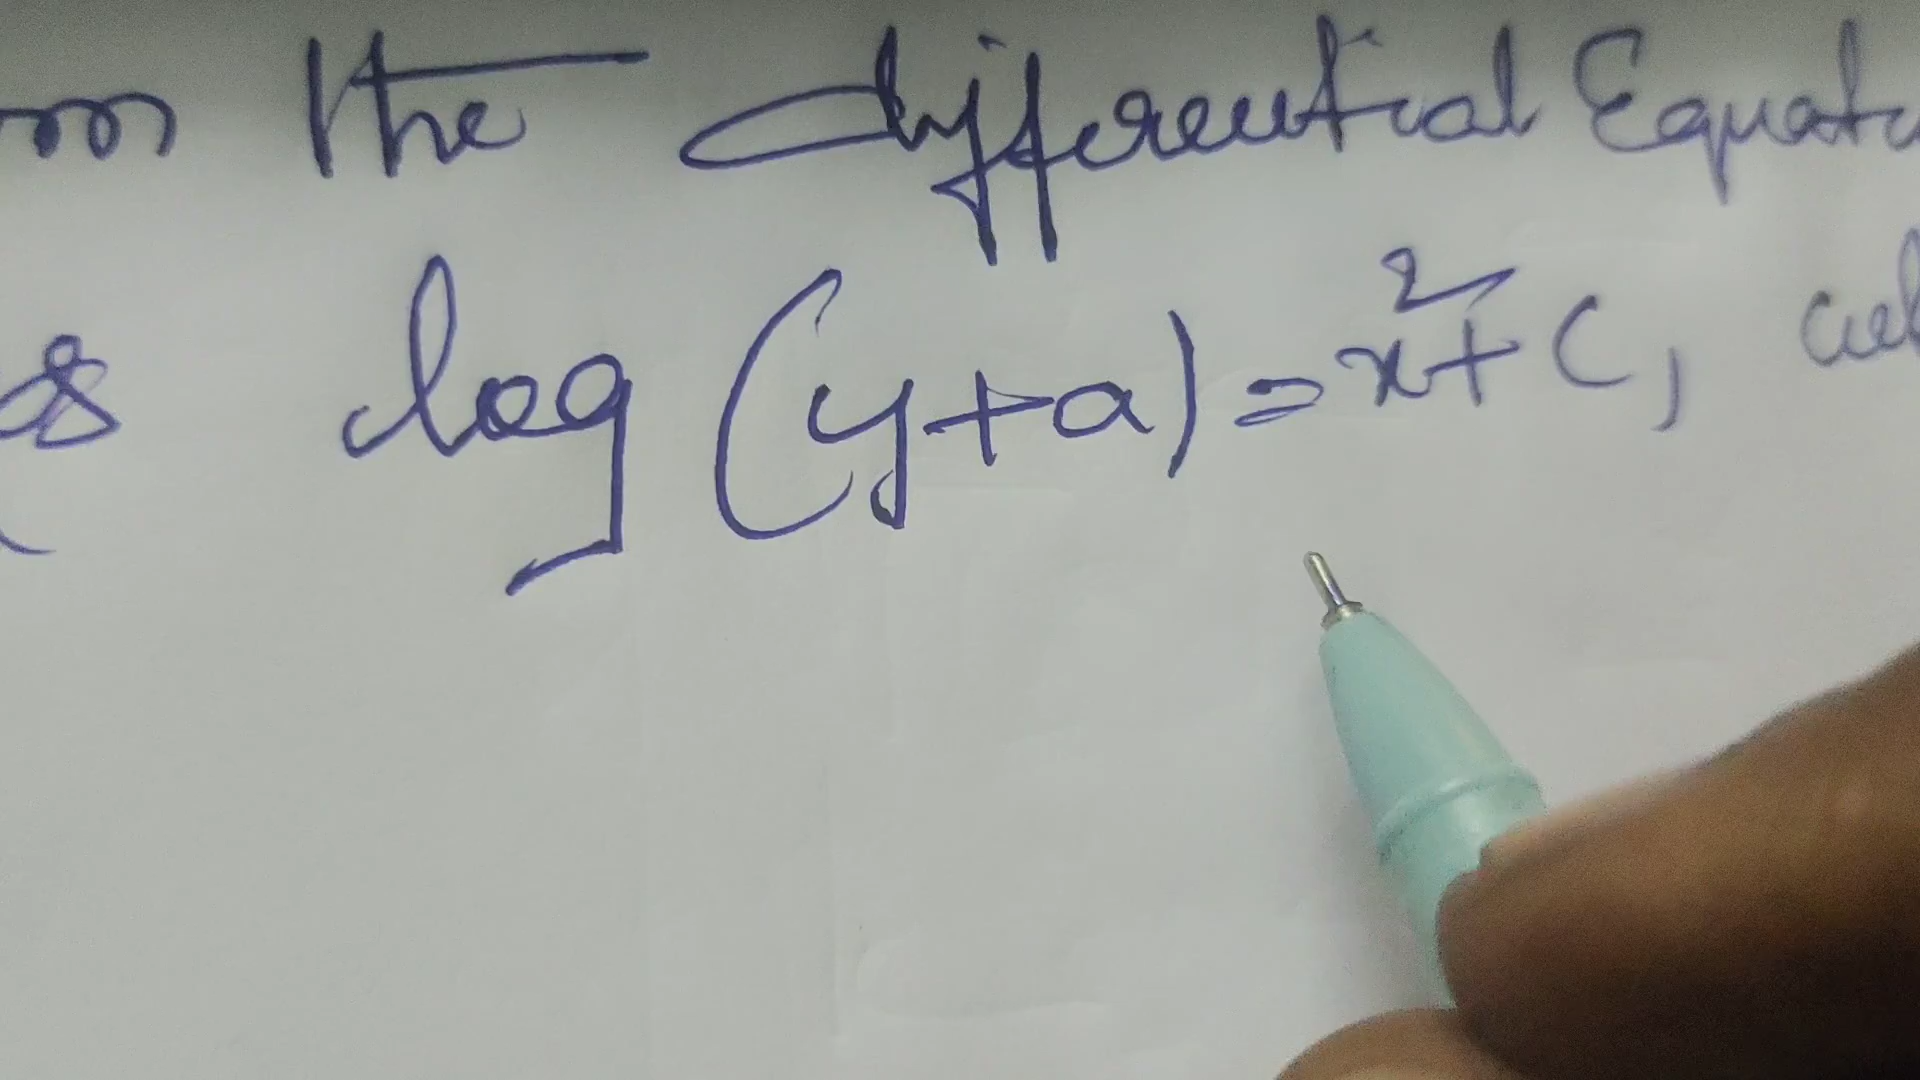 the differential Equat
log (y+a) = x²+ C,